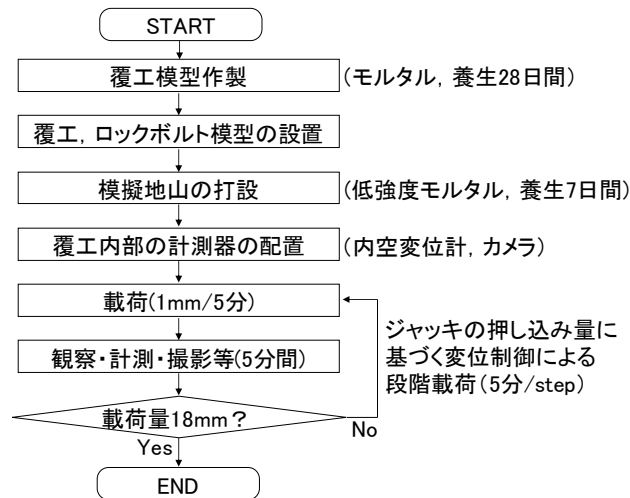 START
覆工模型作製
(モルタル, 養生28日間)
覆工, ロックボルト模型の設置
模擬地山の打設
(低強度モルタル, 養生7日間)
覆工内部の計測器の配置
(内空変位計, カメラ)
載荷(1mm/5分)
観察・計測・撮影等(5分間)
ジャッキの押し込み量に
基づく変位制御による
段階載荷(5分/step)
載荷量18mm?
No
Yes
END